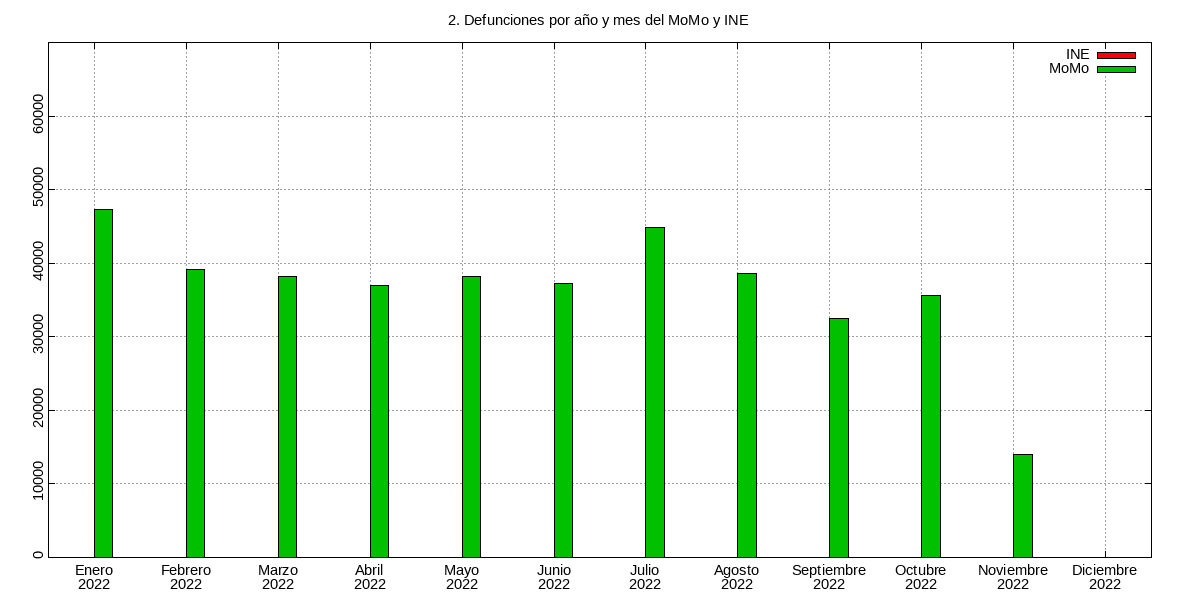 2. Defunciones por año y mes del MoMo y INE
INE
MoMo
60000
50000
40000
30000
20000
10000
0
Enero Febrero Marzo Abril Mayo Junio Julio Agosto Septiembre Octubre Noviembre Diciembre
2022 2022 2022 2022 2022 2022 2022 2022 2022 2022 2022 2022